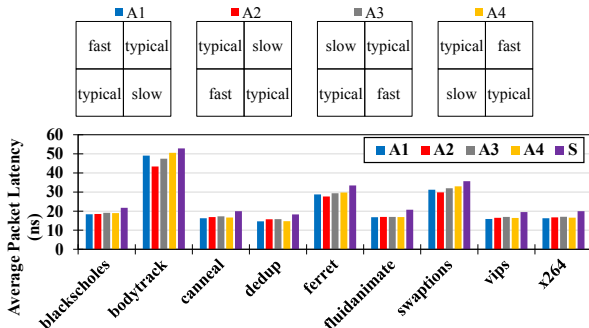 A1 A2 A3 A4
fast typical typical slow slow typical typical fast
typical slow fast typical typical fast slow typical
Average Packet Latency
(ns)
60
50
40
30
20
10
0
A1 A2 A3 A4 S
blackscholes bodytrack canneal dedup ferret fluidanimate swaptions vips x264